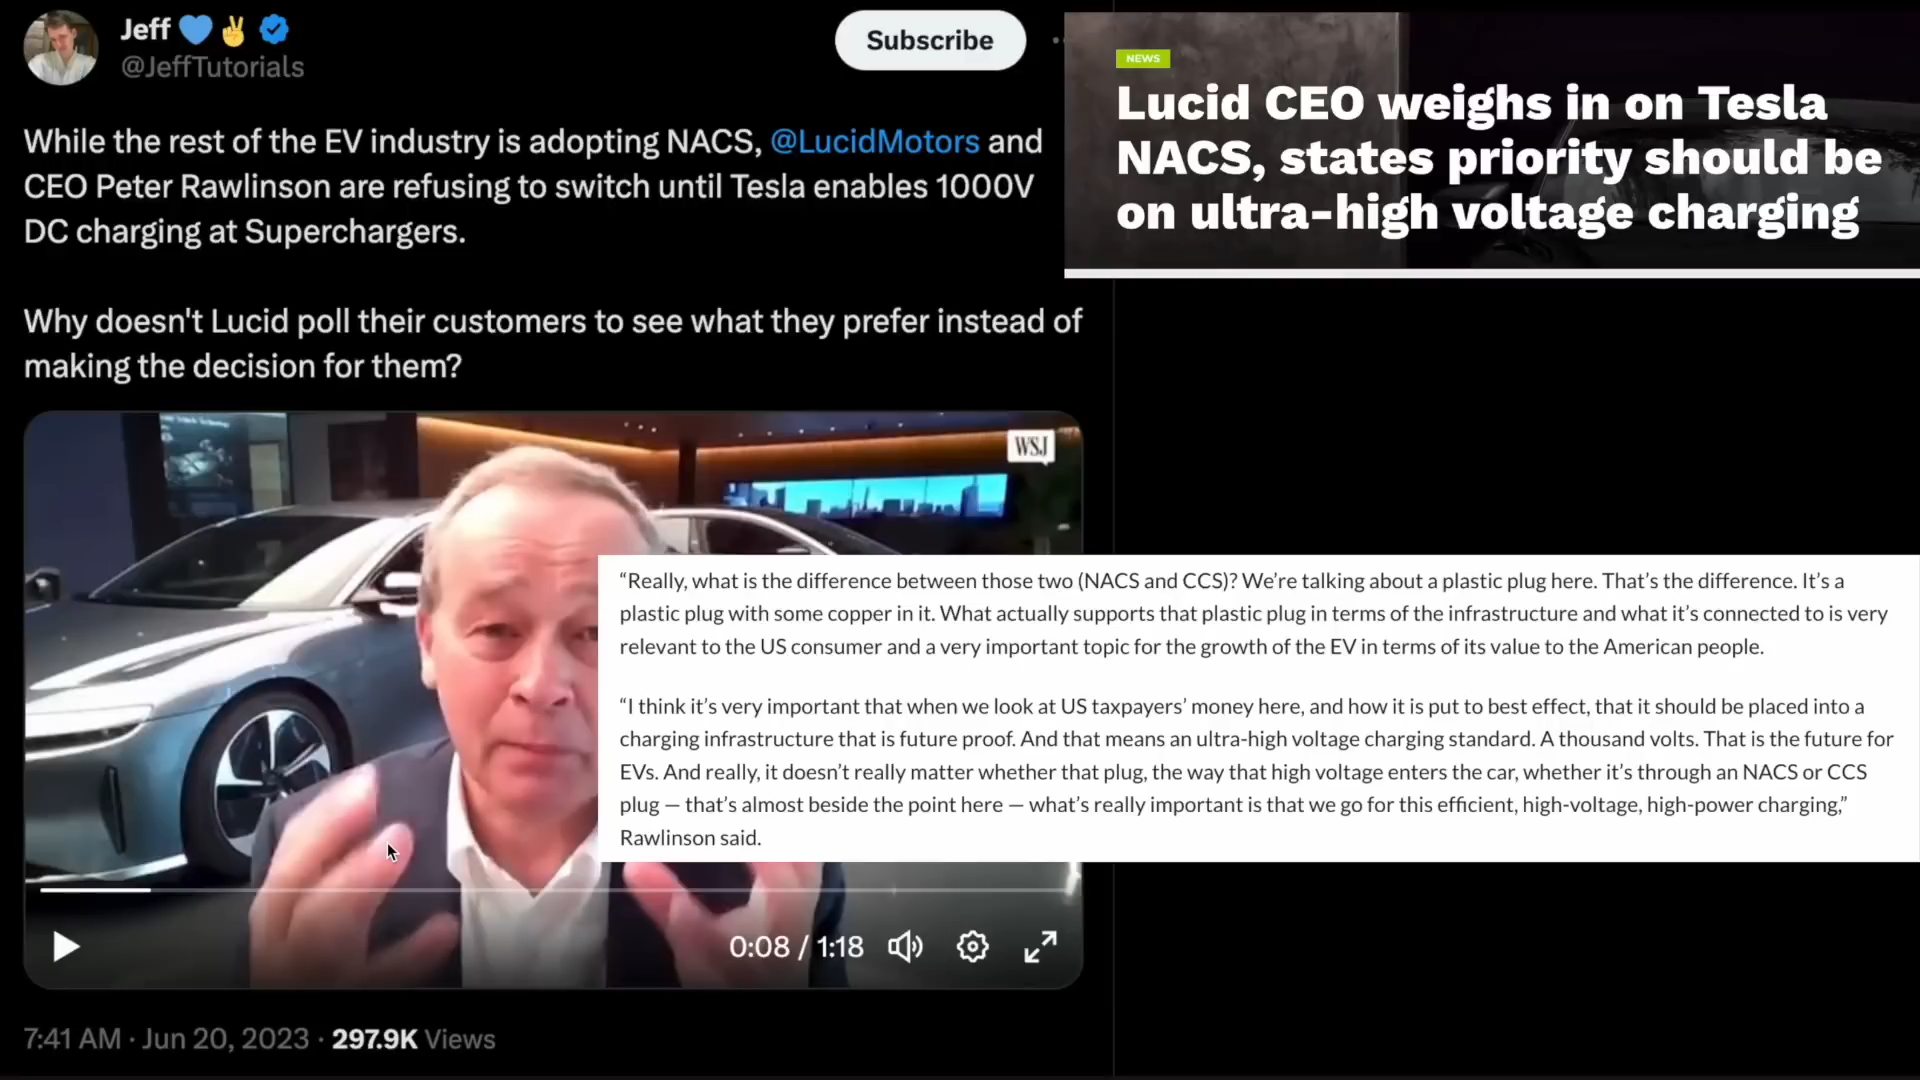 Jeff 💙✌️
@JeffTutorials
Subscribe
While the rest of the EV industry is adopting NACS, @LucidMotors and
CEO Peter Rawlinson are refusing to switch until Tesla enables 1000V
DC charging at Superchargers.
Why doesn't Lucid poll their customers to see what they prefer instead of
making the decision for them?
WSJ
0:08 / 1:18
7:41 AM · Jun 20, 2023 · 297.9K Views
NEWS
Lucid CEO weighs in on Tesla
NACS, states priority should be
on ultra-high voltage charging
“Really, what is the difference between those two (NACS and CCS)? We’re talking about a plastic plug here. That’s the difference. It’s a
plastic plug with some copper in it. What actually supports that plastic plug in terms of the infrastructure and what it’s connected to is very
relevant to the US consumer and a very important topic for the growth of the EV in terms of its value to the American people.
“I think it’s very important that when we look at US taxpayers’ money here, and how it is put to best effect, that it should be placed into a
charging infrastructure that is future proof. And that means an ultra-high voltage charging standard. A thousand volts. That is the future for
EVs. And really, it doesn’t really matter whether that plug, the way that high voltage enters the car, whether it’s through an NACS or CCS
plug — that’s almost beside the point here — what’s really important is that we go for this efficient, high-voltage, high-power charging,”
Rawlinson said.